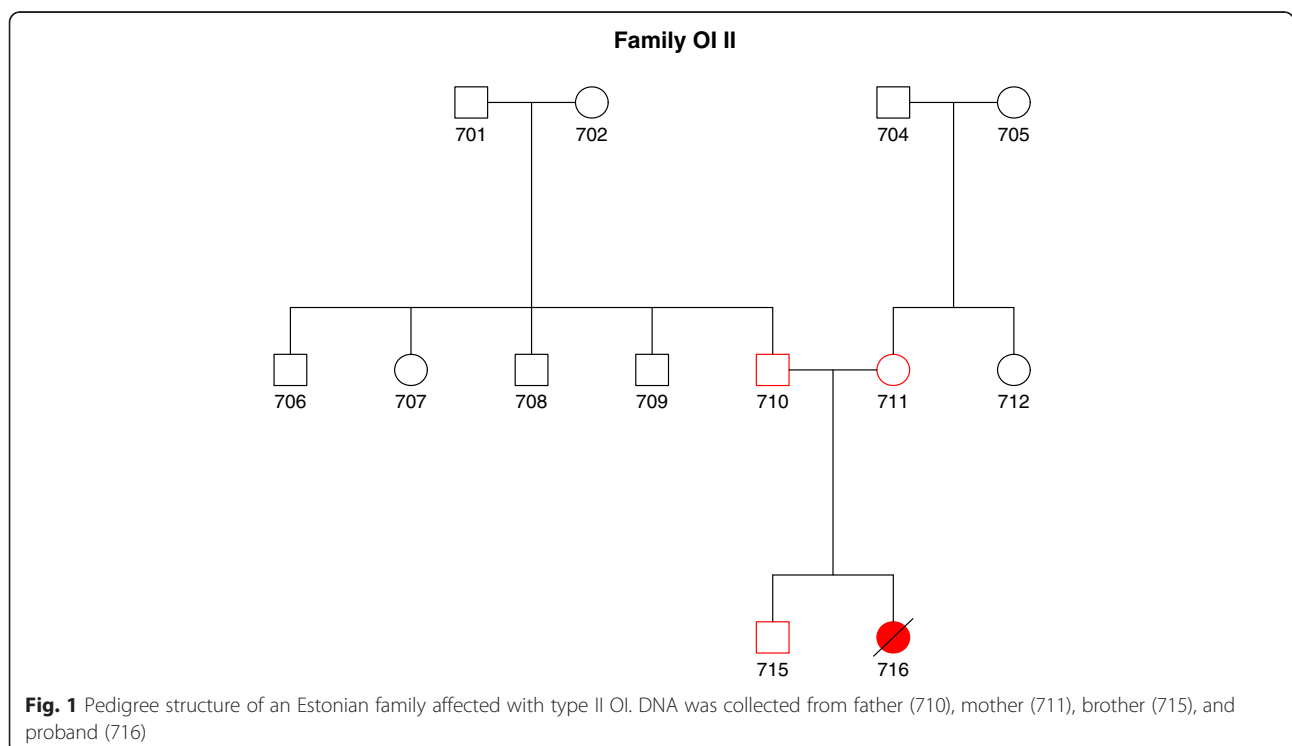 Family OI II
701 702 704 705
706 707 708 709 710 711 712
715 716
Fig. 1 Pedigree structure of an Estonian family affected with type II OI. DNA was collected from father (710), mother (711), brother (715), and
proband (716)